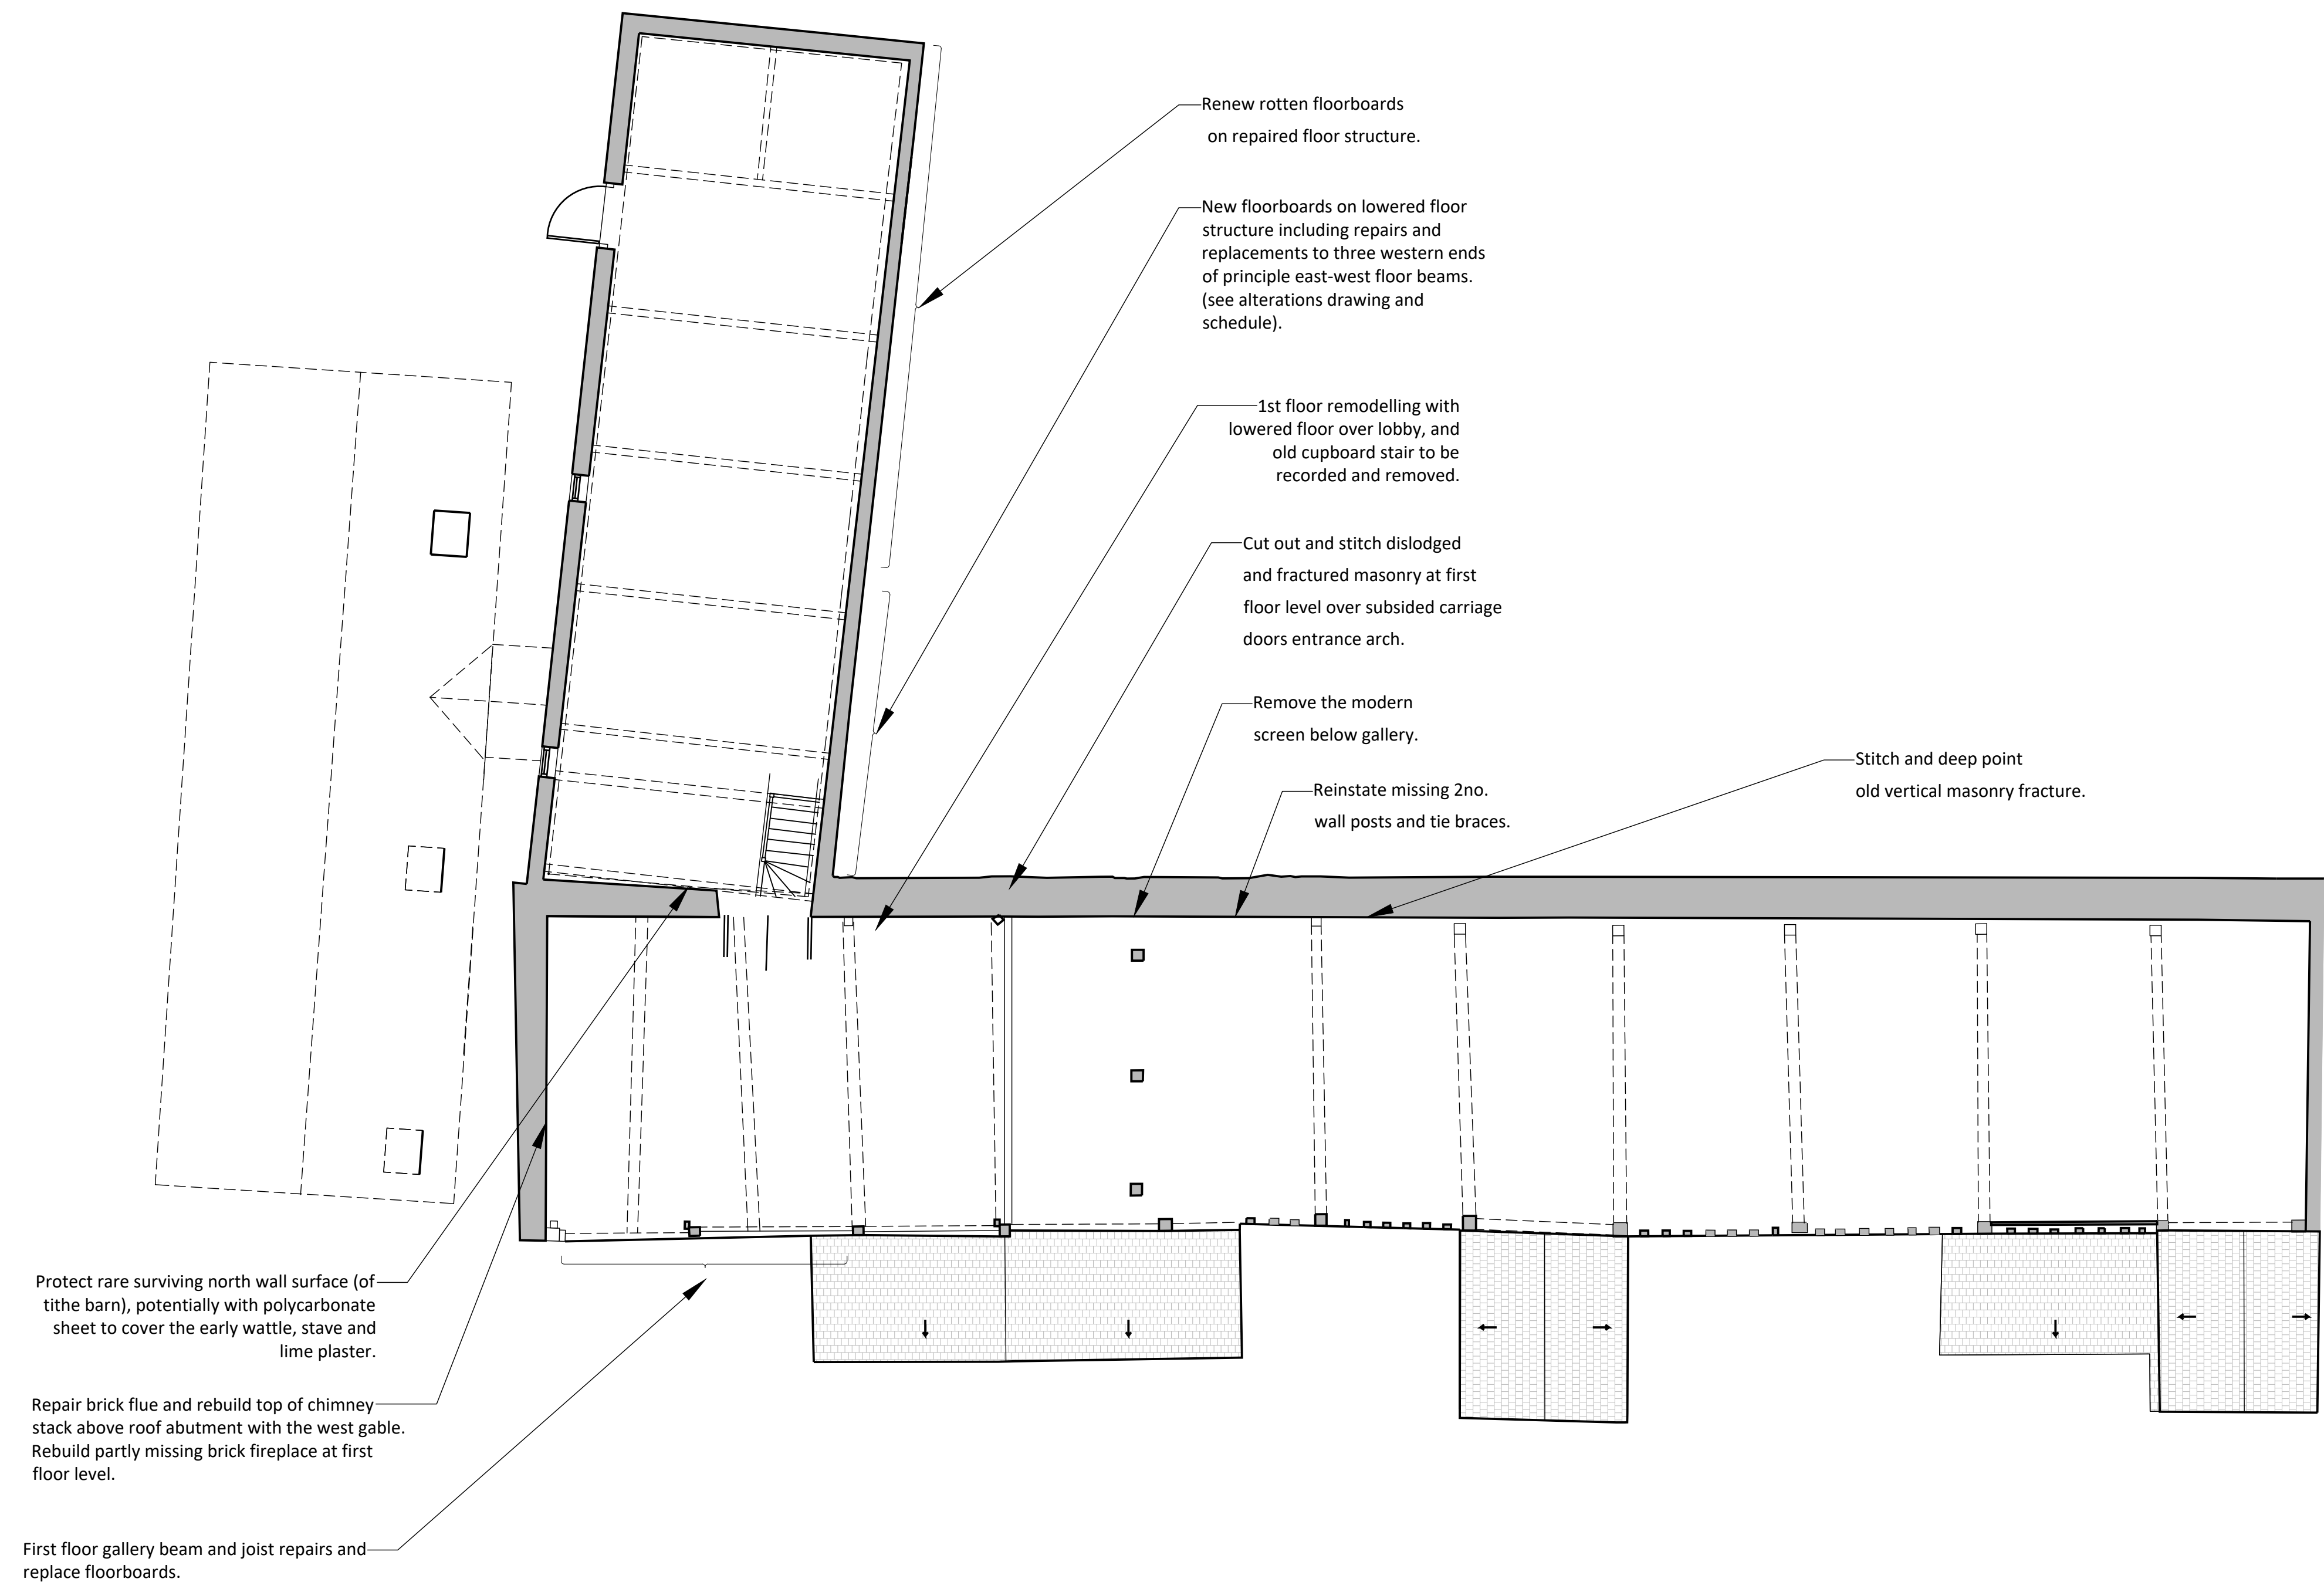 Renew rotten floorboards
on repaired floor structure.
New floorboards on lowered floor
structure including repairs and
replacements to three western ends
of principle east-west floor beams.
(see alterations drawing and
schedule).
1st floor remodelling with
lowered floor over lobby, and
old cupboard stair to be
recorded and removed.
Cut out and stitch dislodged
and fractured masonry at first
floor level over subsided carriage
doors entrance arch.
Remove the modern
screen below gallery.
Reinstate missing 2no.
wall posts and tie braces.
Stitch and deep point
old vertical masonry fracture.
Protect rare surviving north wall surface (of
tithe barn), potentially with polycarbonate
sheet to cover the early wattle, stave and
lime plaster.
Repair brick flue and rebuild top of chimney
stack above roof abutment with the west gable.
Rebuild partly missing brick fireplace at first
floor level.
First floor gallery beam and joist repairs and
replace floorboards.